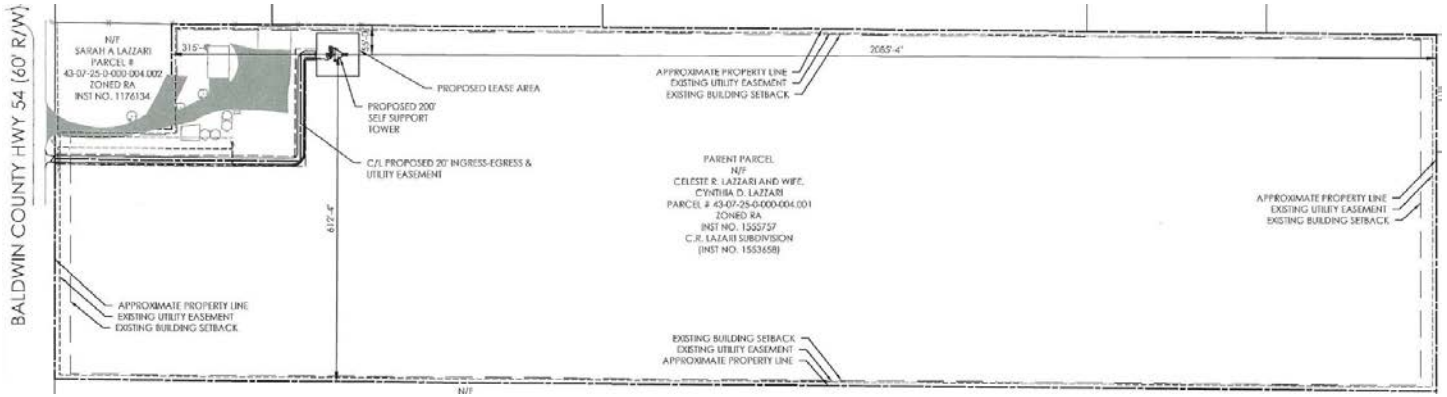 BALDWIN COUNTY HWY 54 (60' R/W)
N/F
SARAH A LAZZARI
PARCEL #
43-07-25-0-000-004.002
ZONED RA
INST NO. 1176134
315'-
2085'-4"
PROPOSED LEASE AREA
PROPOSED 200'
SELF SUPPORT
TOWER
C/L PROPOSED 20' INGRESS-EGRESS &
UTILITY EASEMENT
617'-4"
APPROXIMATE PROPERTY LINE
EXISTING UTILITY EASEMENT
EXISTING BUILDING SETBACK
PARENT PARCEL
N/F
CELESTE R. LAZZARI AND WIFE,
CYNTHIA D. LAZZARI
PARCEL # 43-07-25-0-000-004.001
ZONED RA
INST NO. 1555757
C.R. LAZARI SUBDIVISION
(INST NO. 1553658)
APPROXIMATE PROPERTY LINE
EXISTING UTILITY EASEMENT
EXISTING BUILDING SETBACK
APPROXIMATE PROPERTY LINE
EXISTING UTILITY EASEMENT
EXISTING BUILDING SETBACK
EXISTING BUILDING SETBACK
EXISTING UTILITY EASEMENT
APPROXIMATE PROPERTY LINE
N/F